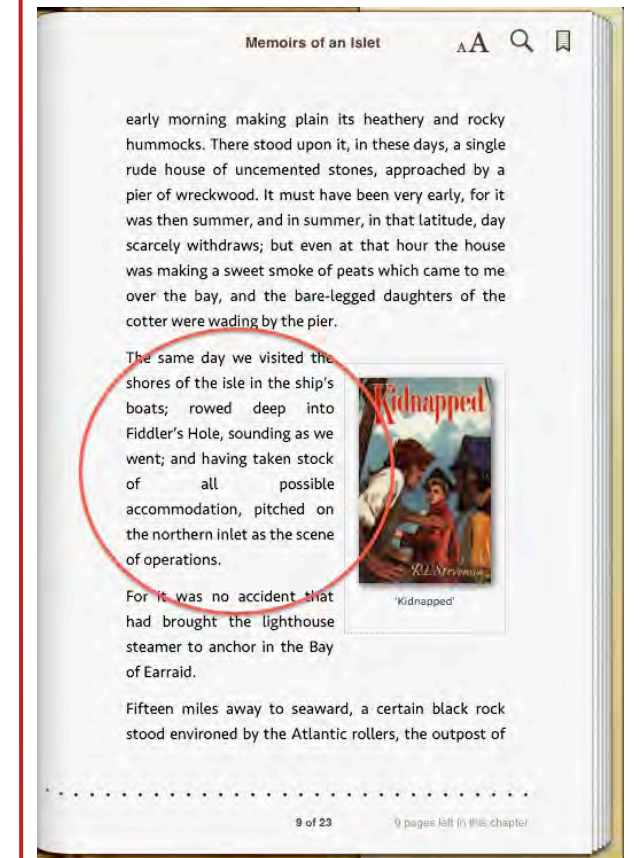 Memoirs of an Islet
AA
early morning making plain its heathery and rocky
hummocks. There stood upon it, in these days, a single
rude house of uncemented stones, approached by a
pier of wreckwood. It must have been very early, for it
was then summer, and in summer, in that latitude, day
scarcely withdraws; but even at that hour the house
was making a sweet smoke of peats which came to me
over the bay, and the bare-legged daughters of the
cotter were wading by the pier.
The same day we visited the
shores of the isle in the ship's
boats; rowed deep into
Fiddler's Hole, sounding as we
went; and having taken stock
of all possible
accommodation, pitched on
the northern inlet as the scene
of operations.
For it was no accident that
had brought the lighthouse
steamer to anchor in the Bay
of Earraid.
Kidnapped
R.L. Stevenson
'Kidnapped'
Fifteen miles away to seaward, a certain black rock
stood environed by the Atlantic rollers, the outpost of
9 of 23
9 pages left in this chapter